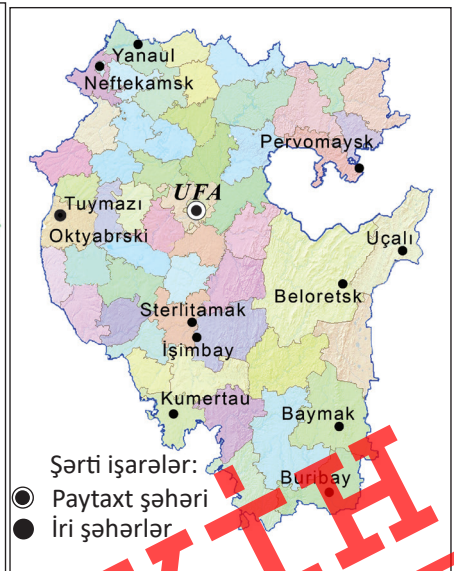 Yanaul
Neftekamsk
Pervomaysk
UFA
Tuymazı
Oktyabrski
Uçalı
Beloretsk
Sterlitamak
İşimbay
Kumertau
Baymak
Buribay
Şərti işarələr:
Paytaxt şəhəri
İri şəhərlər